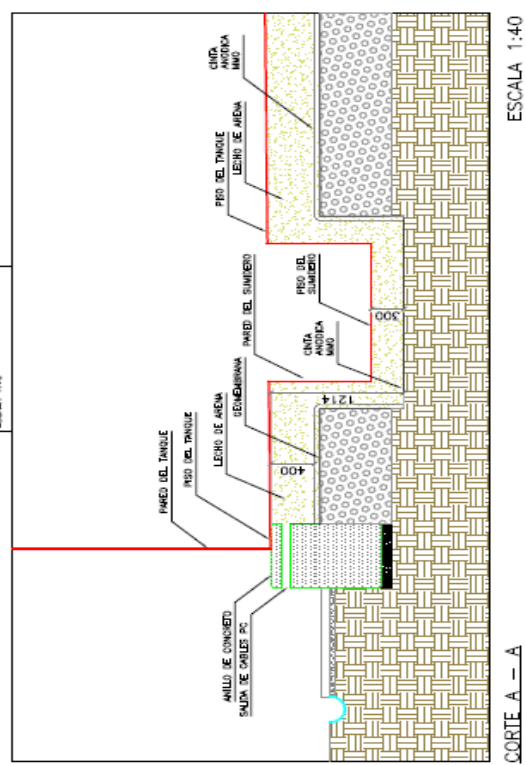 PARED DEL TANQUE
PISO DEL TANQUE
LECHO DE ARENA
GEOMEMBRANA
PARED DEL SUMIDERO
PISO DEL TANQUE
LECHO DE ARENA
CINTA
ANODICA
MMO
ANILLO DE CONCRETO
SALIDA DE CABLES PC
PISO DEL
SUMIDERO
CINTA
ANODICA
MMO
400
1214
300
CORTE A - A
ESCALA 1:40